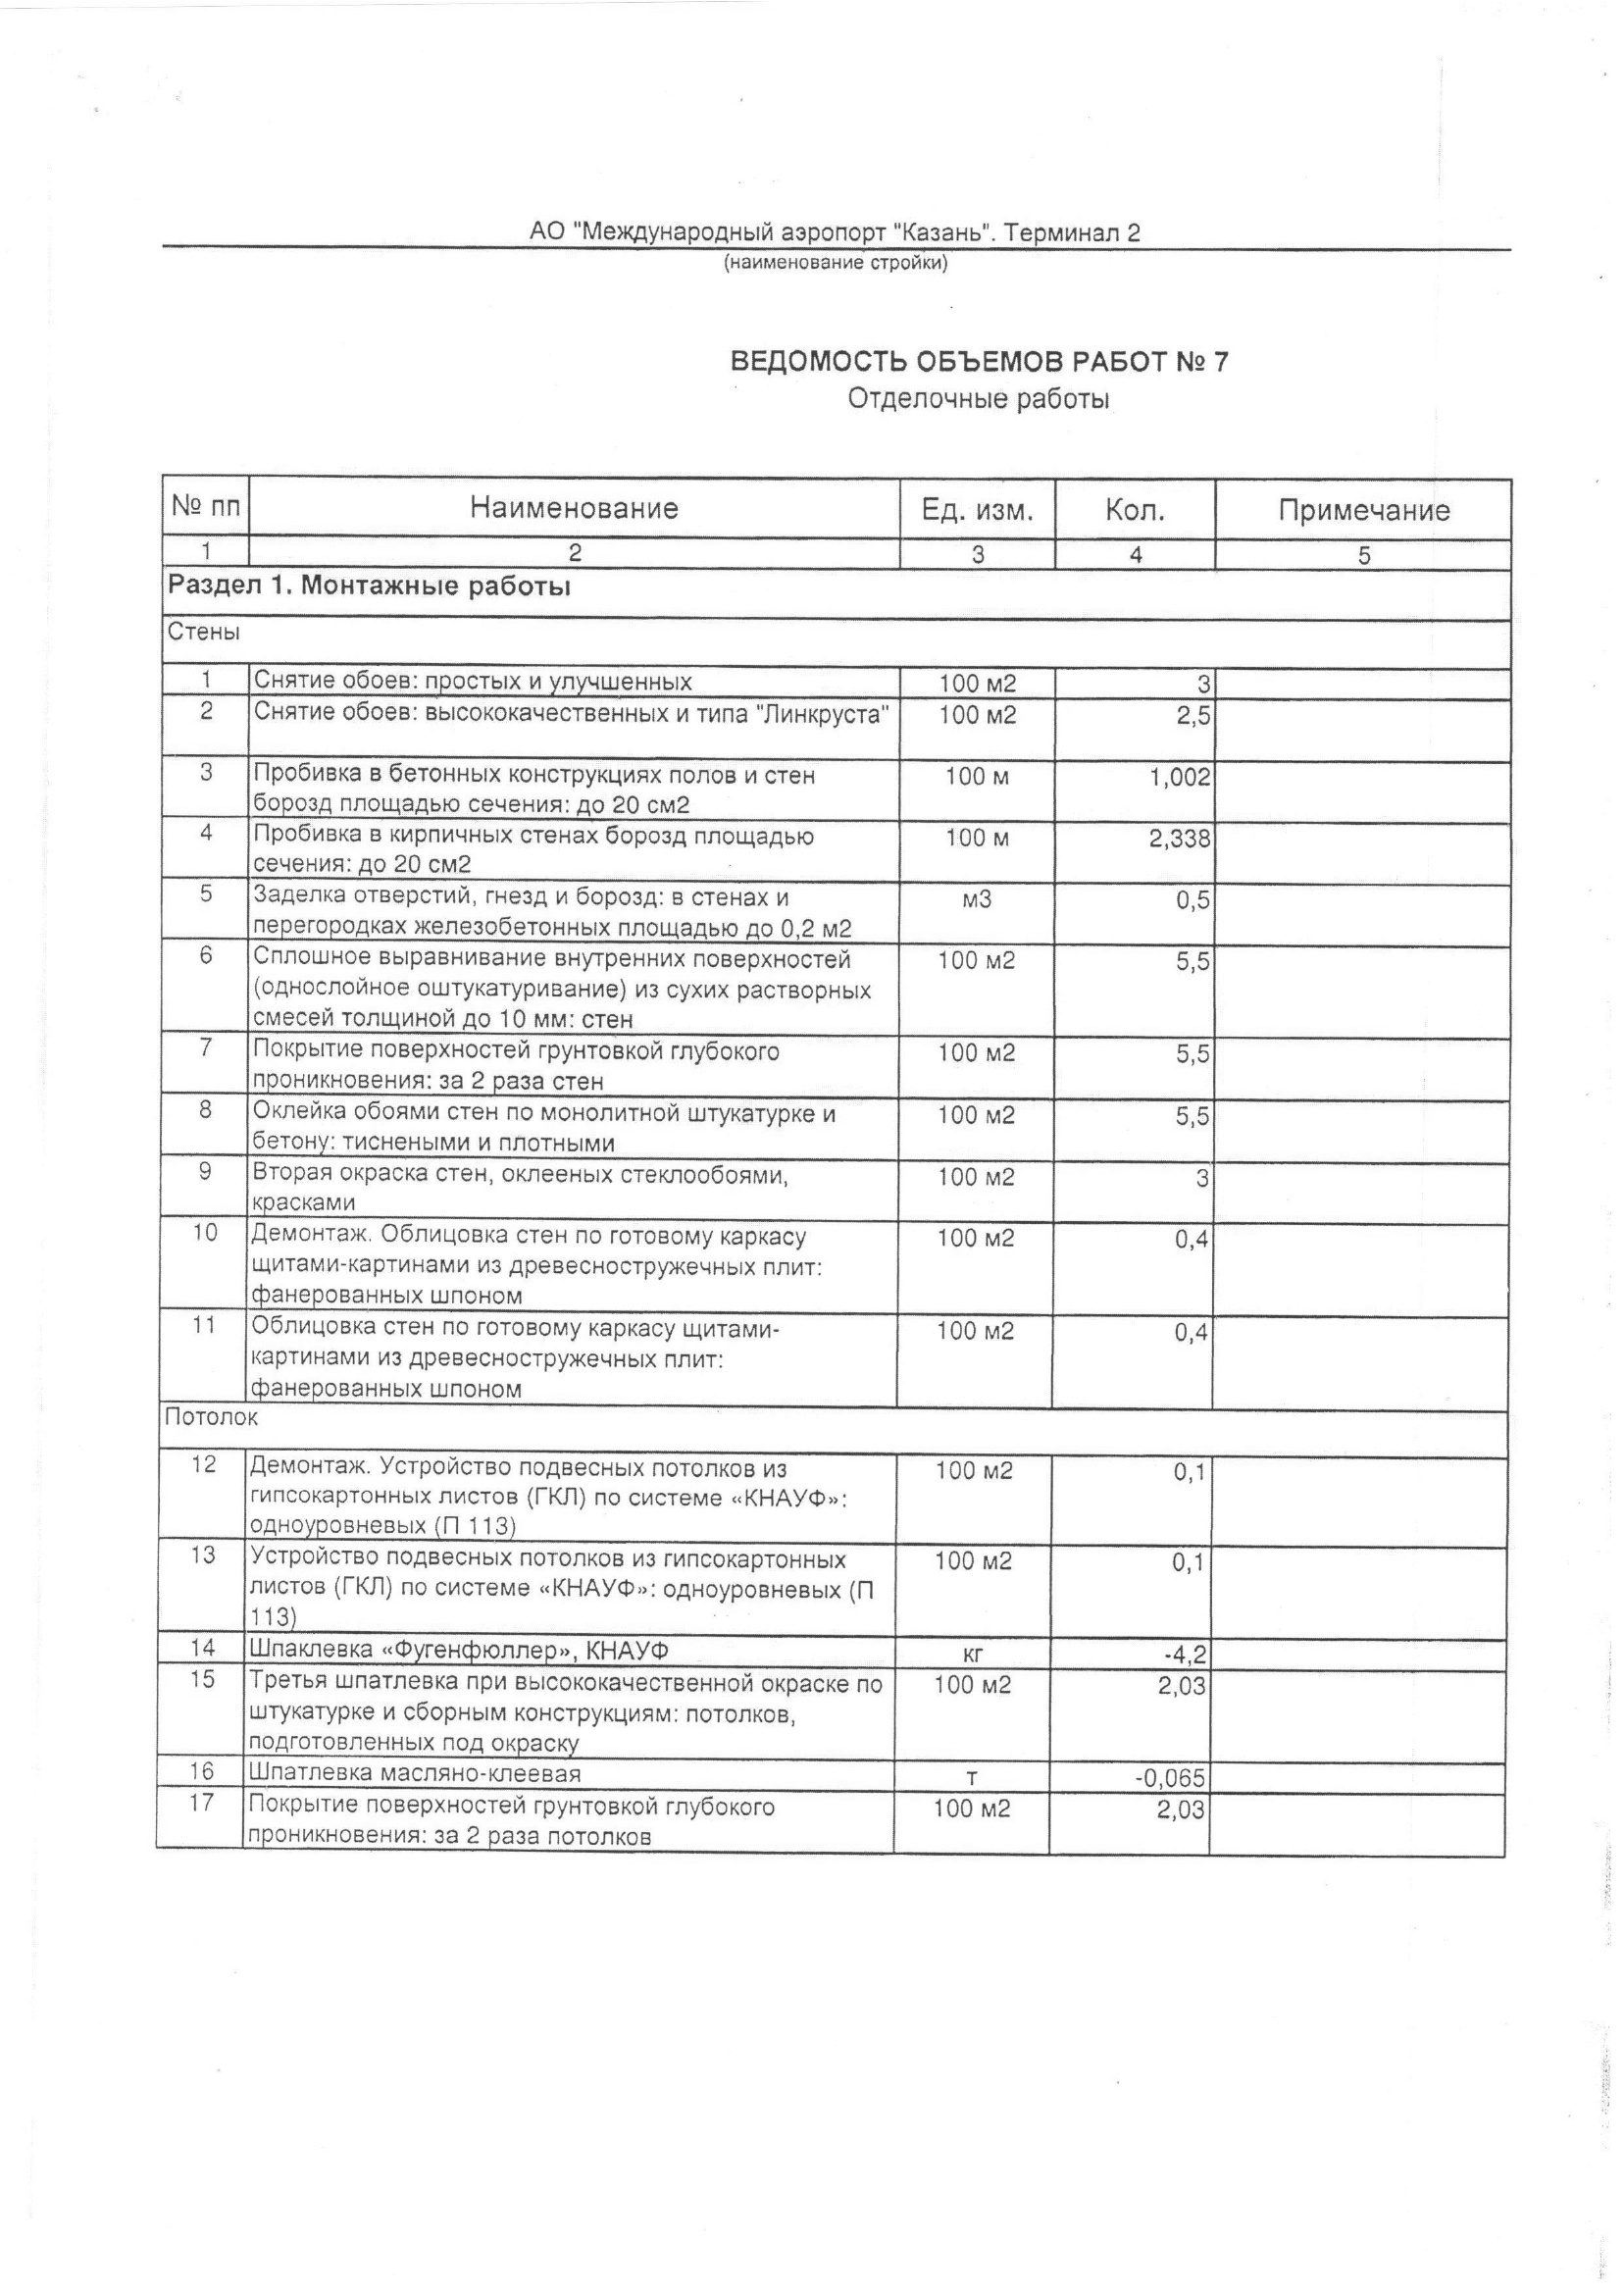 АО "Международный аэропорт "Казань". Терминал 2
(наименование стройки)
ВЕДОМОСТЬ ОБЪЕМОВ РАБОТ № 7
Отделочные работы
№ пп Наименование Ед. изм. Кол. Примечание
1 2 3 4 5
Раздел 1. Монтажные работы
Стены
1 Снятие обоев: простых и улучшенных 100 м2 3
2 Снятие обоев: высококачественных и типа "Линкруста" 100 м2 2,5
3 Пробивка в бетонных конструкциях полов и стен 100 м 1,002
борозд площадью сечения: до 20 см2
4 Пробивка в кирпичных стенах борозд площадью 100 м 2,338
сечения: до 20 см2
5 Заделка отверстий, гнезд и борозд: в стенах и м3 0,5
перегородках железобетонных площадью до 0,2 м2
6 Сплошное выравнивание внутренних поверхностей 100 м2 5,5
(однослойное оштукатуривание) из сухих растворных
смесей толщиной до 10 мм: стен
7 Покрытие поверхностей грунтовкой глубокого 100 м2 5,5
проникновения: за 2 раза стен
8 Оклейка обоями стен по монолитной штукатурке и 100 м2 5,5
бетону: тиснеными и плотными
9 Вторая окраска стен, оклееных стеклообоями, 100 м2 3
красками
10 Демонтаж. Облицовка стен по готовому каркасу 100 м2 0,4
щитами-картинами из древесностружечных плит:
фанерованных шпоном
11 Облицовка стен по готовому каркасу щитами- 100 м2 0,4
картинами из древесностружечных плит:
фанерованных шпоном
Потолок
12 Демонтаж. Устройство подвесных потолков из 100 м2 0,1
гипсокартонных листов (ГКЛ) по системе «КНАУФ»:
одноуровневых (П 113)
13 Устройство подвесных потолков из гипсокартонных 100 м2 0,1
листов (ГКЛ) по системе «КНАУФ»: одноуровневых (П
113)
14 Шпаклевка «Фугенфюллер», КНАУФ кг -4,2
15 Третья шпатлевка при высококачественной окраске по 100 м2 2,03
штукатурке и сборным конструкциям: потолков,
подготовленных под окраску
16 Шпатлевка масляно-клеевая т -0,065
17 Покрытие поверхностей грунтовкой глубокого 100 м2 2,03
проникновения: за 2 раза потолков